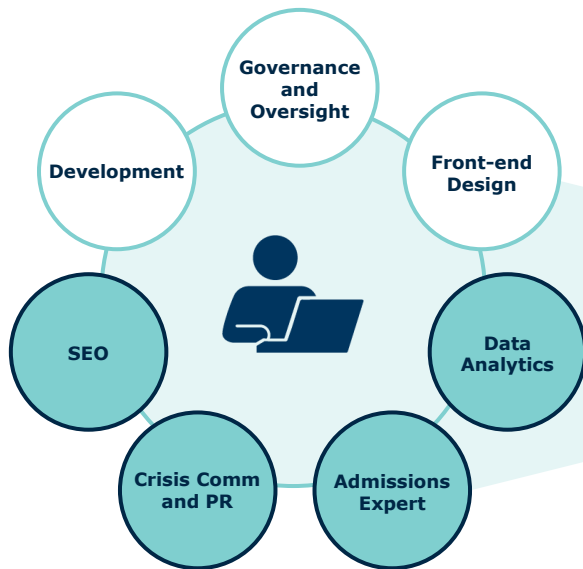 Governance
and
Oversight
Development
Front-end
Design
SEO
Data
Analytics
Crisis Comm
and PR
Admissions
Expert